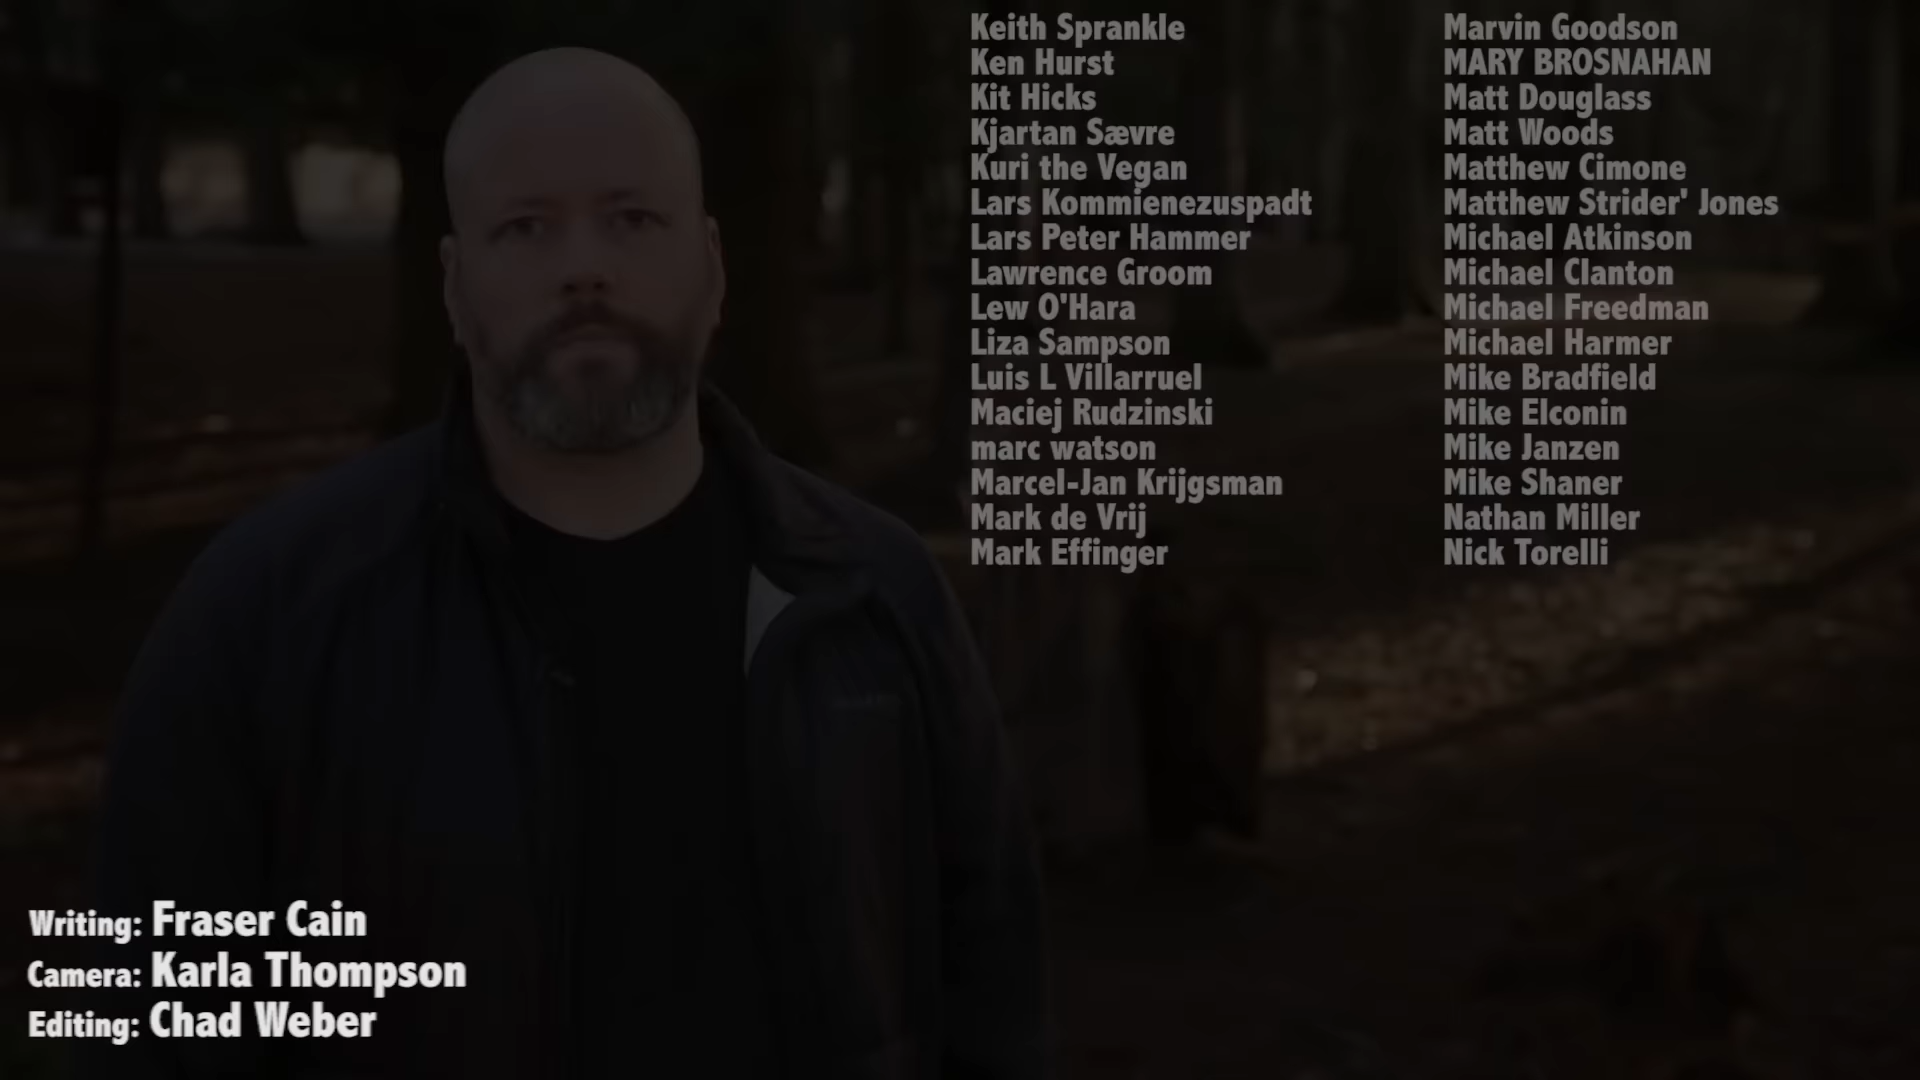 Keith Sprankle
Ken Hurst
Kit Hicks
Kjartan Sævre
Kuri the Vegan
Lars Kommienezuspadt
Lars Peter Hammer
Lawrence Groom
Lew O'Hara
Liza Sampson
Luis L Villarruel
Maciej Rudzinski
marc watson
Marcel-Jan Krijgsman
Mark de Vrij
Mark Effinger
Marvin Goodson
MARY BROSNAHAN
Matt Douglass
Matt Woods
Matthew Cimone
Matthew Strider' Jones
Michael Atkinson
Michael Clanton
Michael Freedman
Michael Harmer
Mike Bradfield
Mike Elconin
Mike Janzen
Mike Shaner
Nathan Miller
Nick Torelli
Writing: Fraser Cain
Camera: Karla Thompson
Editing: Chad Weber